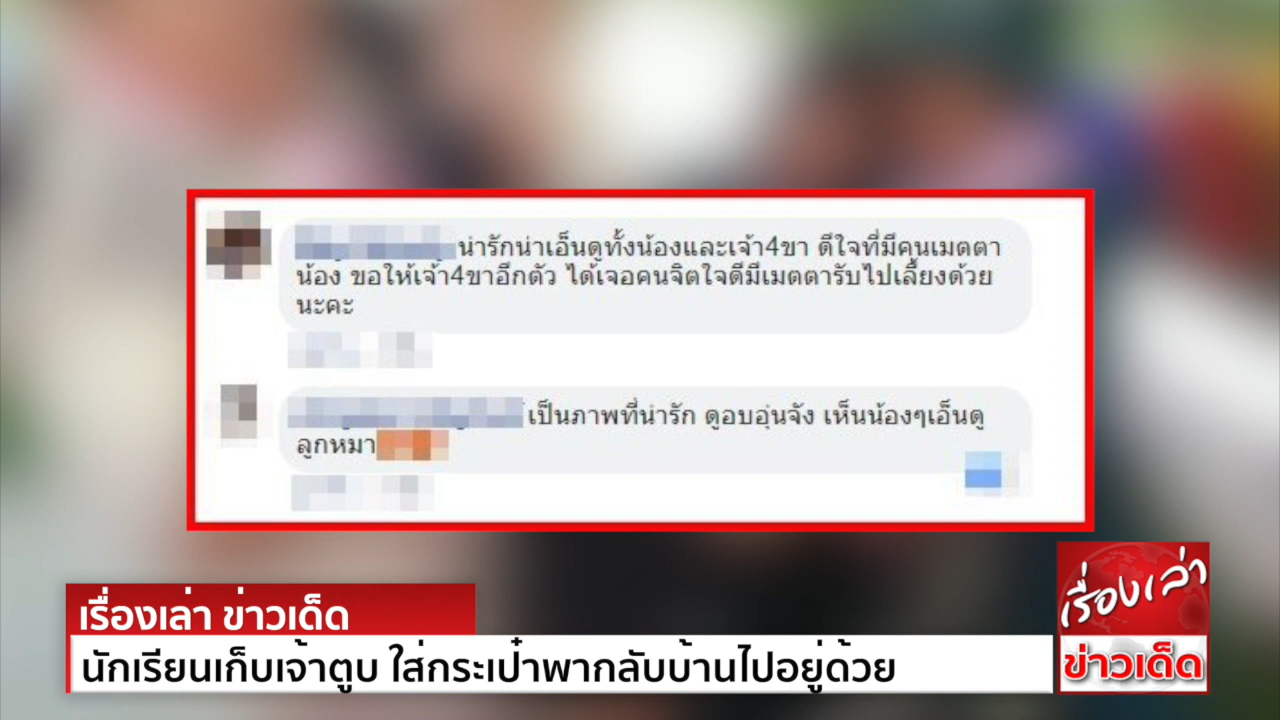 น่ารักน่าเอ็นดูทั้งน้องและเจ้า4ขา ดีใจที่มีคนเมตตา
น้อง ขอให้เจ้า4ขาอีกตัว ได้เจอคนจิตใจดีมีเมตตารับไปเลี้ยงด้วย
นะคะ
เป็นภาพที่น่ารัก ดูอบอุ่นจัง เห็นน้องๆเอ็นดู
ลูกหมา
เรื่องเล่า ข่าวเด็ด
นักเรียนเก็บเจ้าตูบ ใส่กระเป๋าพากลับบ้านไปอยู่ด้วย
เรื่องเล่า
ข่าวเด็ด